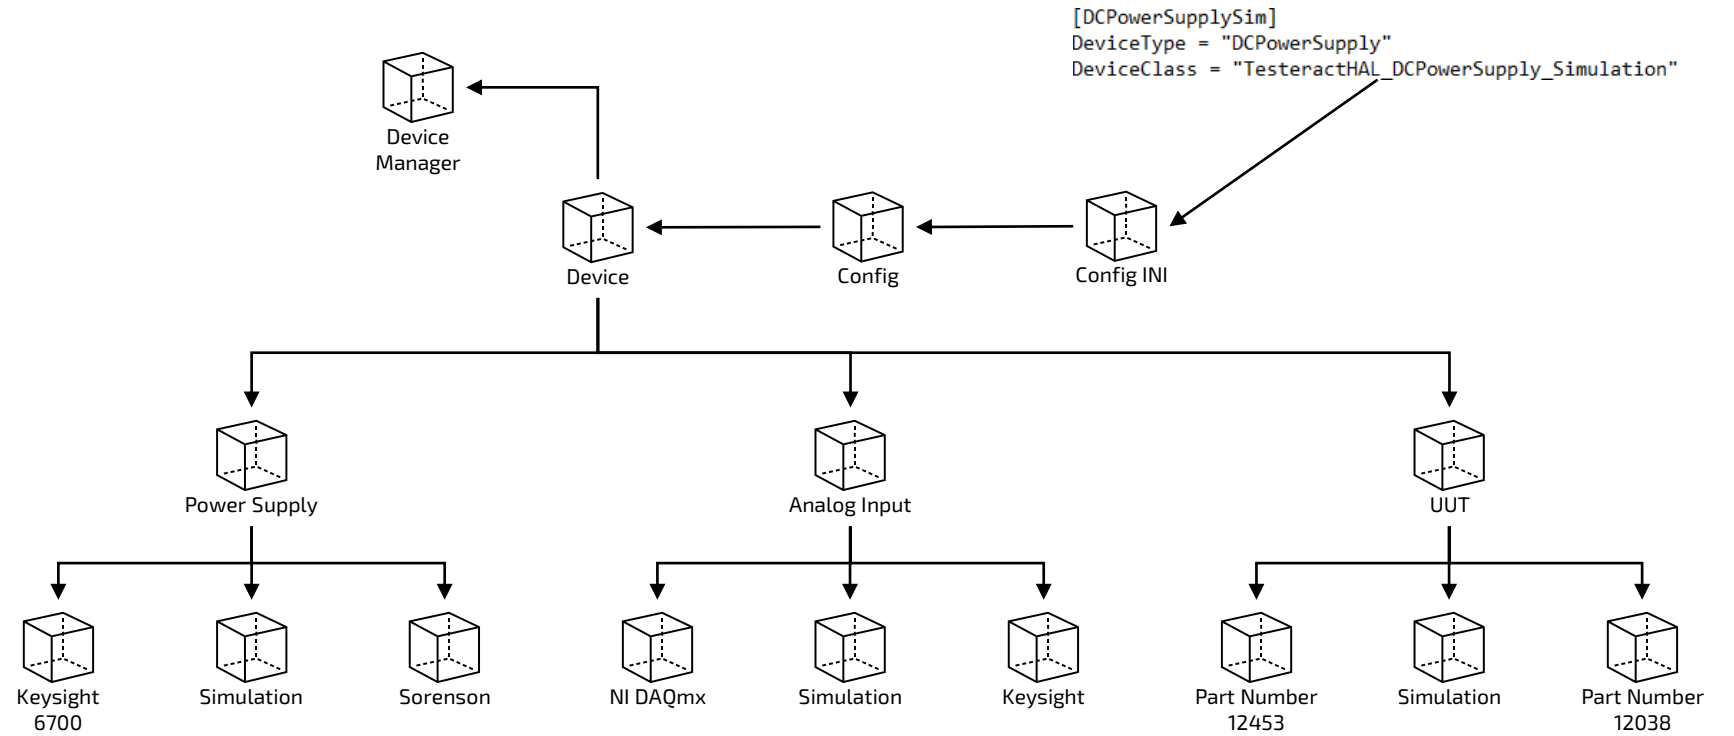 [DCPowerSupplySim]
DeviceType = "DCPowerSupply"
DeviceClass = "TesteractHAL_DCPowerSupply_Simulation"
Device
Manager
Device
Config
Config INI
Power Supply
Analog Input
UUT
Keysight
6700
Simulation
Sorenson
NI DAQmx
Simulation
Keysight
Part Number
12453
Simulation
Part Number
12038